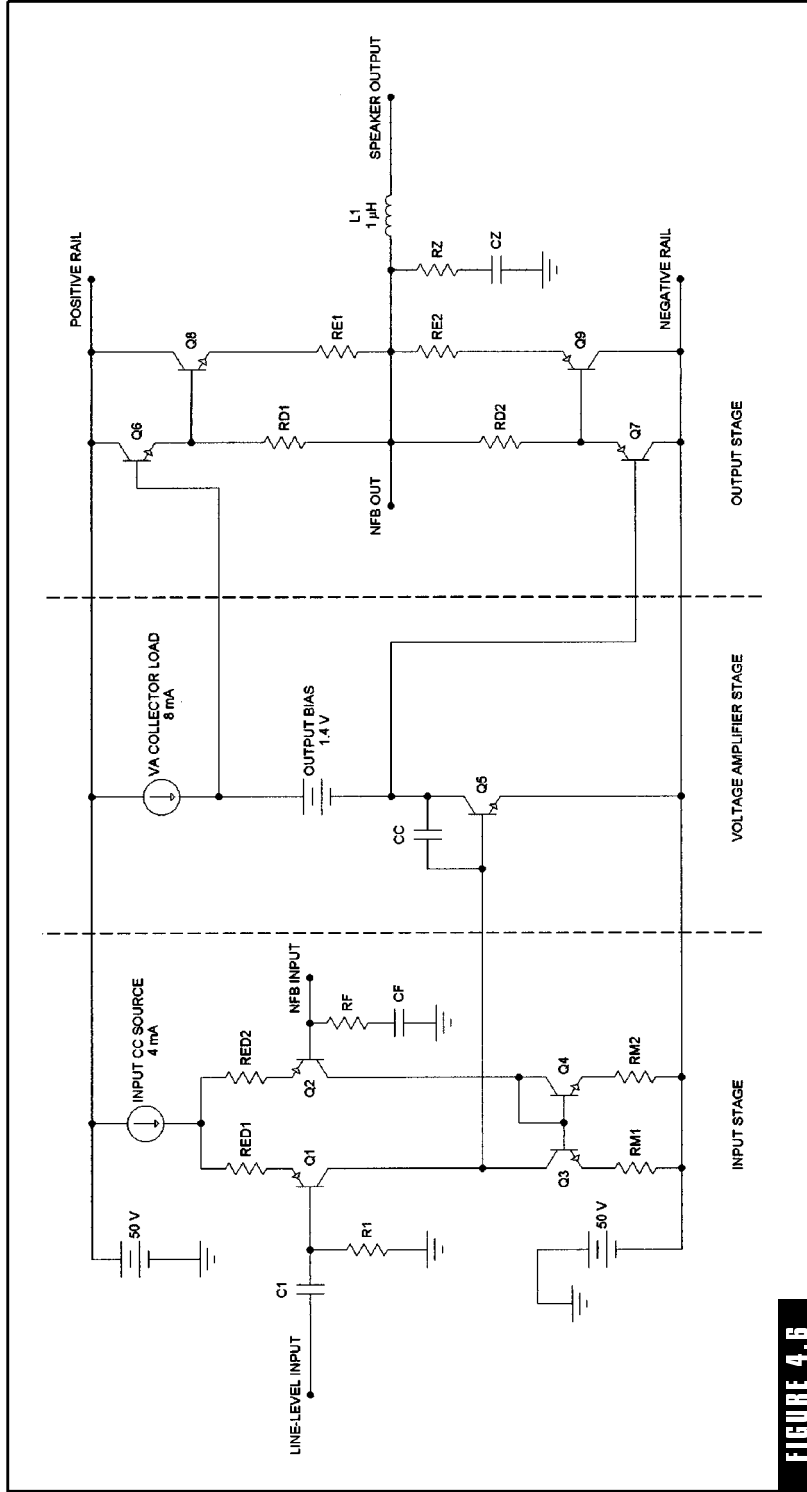 POSITIVE RAIL
50 V
INPUT CC SOURCE
4 mA
VA COLLECTOR LOAD
8 mA
Q6
Q8
RED1
RED2
NFB INPUT
OUTPUT BIAS
1.4 V
RD1
RE1
LINE-LEVEL INPUT
C1
R1
Q1
Q2
RF
CF
CC
Q5
NFB OUT
L1
1 µH
SPEAKER OUTPUT
RZ
CZ
RD2
RE2
Q3
Q4
Q7
Q9
50 V
RM1
RM2
NEGATIVE RAIL
INPUT STAGE
VOLTAGE AMPLIFIER STAGE
OUTPUT STAGE
FIGURE 4.6